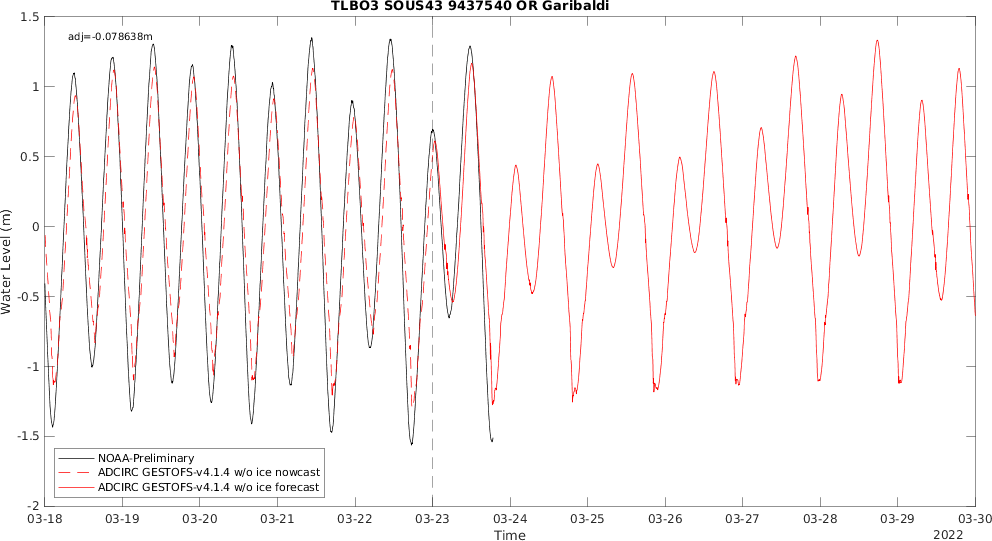 TLBO3 SOUS43 9437540 OR Garibaldi
adj=-0.078638m
1.5
1
0.5
0
-0.5
-1
-1.5
-2
Water Level (m)
NOAA-Preliminary
ADCIRC GESTOFS-v4.1.4 w/o ice nowcast
ADCIRC GESTOFS-v4.1.4 w/o ice forecast
03-18 03-19 03-20 03-21 03-22 03-23 03-24 03-25 03-26 03-27 03-28 03-29 03-30
Time
2022